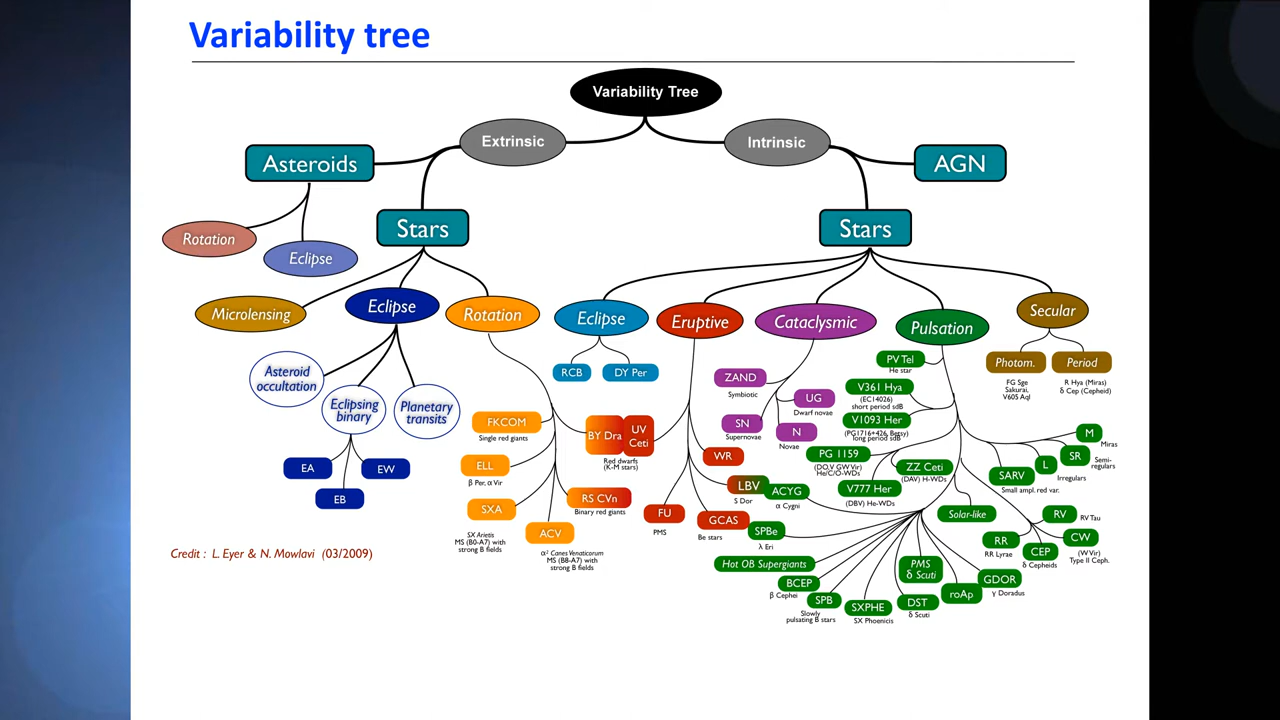 Variability tree
Variability Tree
Extrinsic
Intrinsic
Asteroids
AGN
Stars
Stars
Rotation
Eclipse
Microlensing
Eclipse
Rotation
Eclipse
Eruptive
Cataclysmic
Pulsation
Secular
Asteroid
occultation
Eclipsing
binary
Planetary
transits
EA
EW
EB
FKCOM
Single red giants
ELL
β Per, α Vir
SXA
SX Arietis
MS (B0-A7) with
strong B fields
ACV
α² Canes Venaticorum
MS (B8-A7) with
strong B fields
RCB
DY Per
BY Dra
UV
Ceti
Red dwarfs
(K-M stars)
RS CVn
Binary red giants
WR
LBV
S Dor
FU
PMS
GCAS
Be stars
ZAND
Symbiotic
UG
Dwarf novae
SN
Supernovae
N
Novae
PV Tel
He star
V361 Hya
(EC14026)
short period sdB
V1093 Her
(PG1716+426, Betsy)
long period sdB
PG 1159
(DO,V GW Vir)
He/C/O-WDs
ZZ Ceti
(DAV) H-WDs
V777 Her
(DBV) He-WDs
ACYG
α Cygni
Solar-like
SPBe
λ Eri
Hot OB Supergiants
BCEP
β Cephei
SPB
Slowly
pulsating B stars
SXPHE
SX Phoenicis
DST
δ Scuti
PMS
δ Scuti
roAp
GDOR
γ Doradus
Photom.
FG Sge
Sakurai,
V605 Aql
Period
R Hya (Miras)
δ Cep (Cepheid)
M
Miras
SR
Semi-
regulars
L
Irregulars
SARV
Small ampl. red var.
RV
RV Tau
CW
(W Vir)
Type II Ceph.
RR
RR Lyrae
CEP
δ Cepheids
Credit : L. Eyer & N. Mowlavi (03/2009)